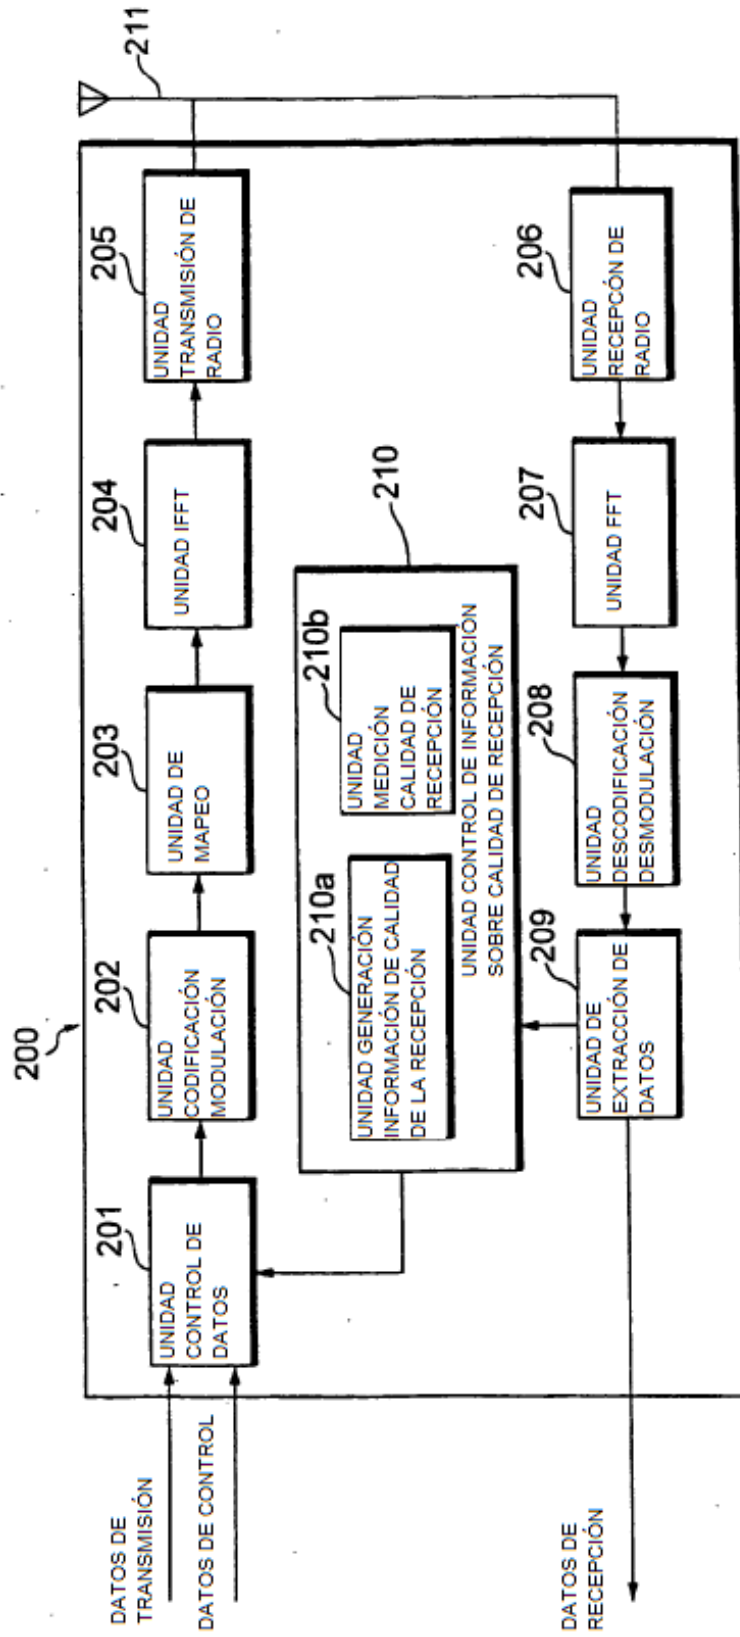 200
DATOS DE
TRANSMISIÓN
DATOS DE CONTROL
201
UNIDAD
CONTROL DE
DATOS
202
UNIDAD
CODIFICACIÓN
MODULACIÓN
203
UNIDAD DE
MAPEO
204
UNIDAD IFFT
205
UNIDAD
TRANSMISIÓN DE
RADIO
211
210a
UNIDAD GENERACIÓN
INFORMACIÓN DE CALIDAD
DE LA RECEPCIÓN
210b
UNIDAD
MEDICIÓN
CALIDAD DE
RECEPCIÓN
210
UNIDAD CONTROL DE INFORMACIÓN
SOBRE CALIDAD DE RECEPCIÓN
DATOS DE
RECEPCIÓN
209
UNIDAD DE
EXTRACCIÓN DE
DATOS
208
UNIDAD
DESCODIFICACIÓN
DESMODULACIÓN
207
UNIDAD FFT
206
UNIDAD
RECEPCÓN DE
RADIO